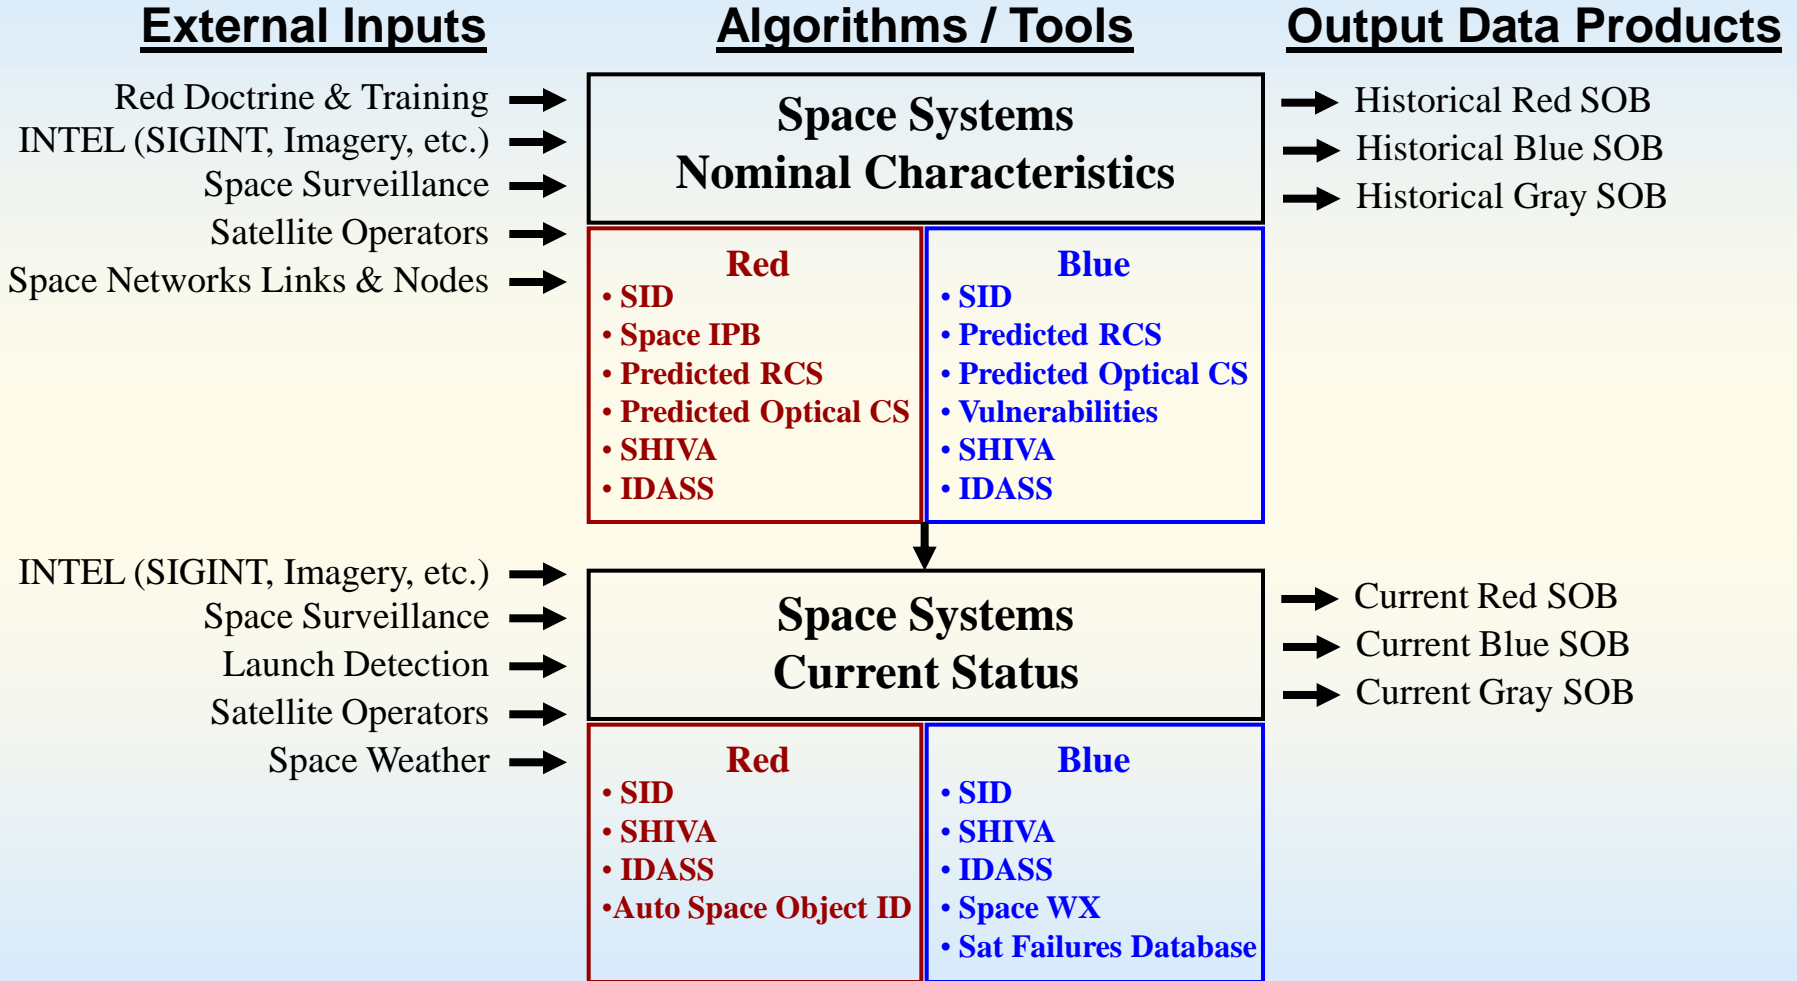 External Inputs
Algorithms / Tools
Output Data Products
Red Doctrine & Training
INTEL (SIGINT, Imagery, etc.)
Space Surveillance
Satellite Operators
Space Networks Links & Nodes
Space Systems
Nominal Characteristics
Historical Red SOB
Historical Blue SOB
Historical Gray SOB
Red
• SID
• Space IPB
• Predicted RCS
• Predicted Optical CS
• SHIVA
• IDASS
Blue
• SID
• Predicted RCS
• Predicted Optical CS
• Vulnerabilities
• SHIVA
• IDASS
INTEL (SIGINT, Imagery, etc.)
Space Surveillance
Launch Detection
Satellite Operators
Space Weather
Space Systems
Current Status
Current Red SOB
Current Blue SOB
Current Gray SOB
Red
• SID
• SHIVA
• IDASS
•Auto Space Object ID
Blue
• SID
• SHIVA
• IDASS
• Space WX
• Sat Failures Database